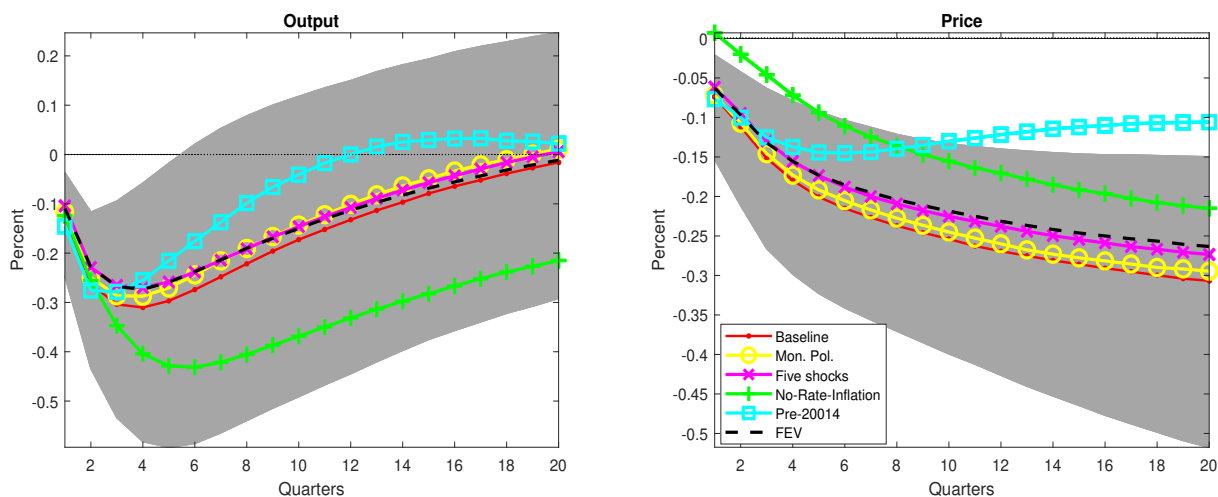 Output
Percent
0.2
0.1
0
-0.1
-0.2
-0.3
-0.4
-0.5
2 4 6 8 10 12 14 16 18 20
Quarters
Price
Percent
0
-0.05
-0.1
-0.15
-0.2
-0.25
-0.3
-0.35
-0.4
-0.45
-0.5
Baseline
Mon. Pol.
Five shocks
No-Rate-Inflation
Pre-20014
FEV
2 4 6 8 10 12 14 16 18 20
Quarters